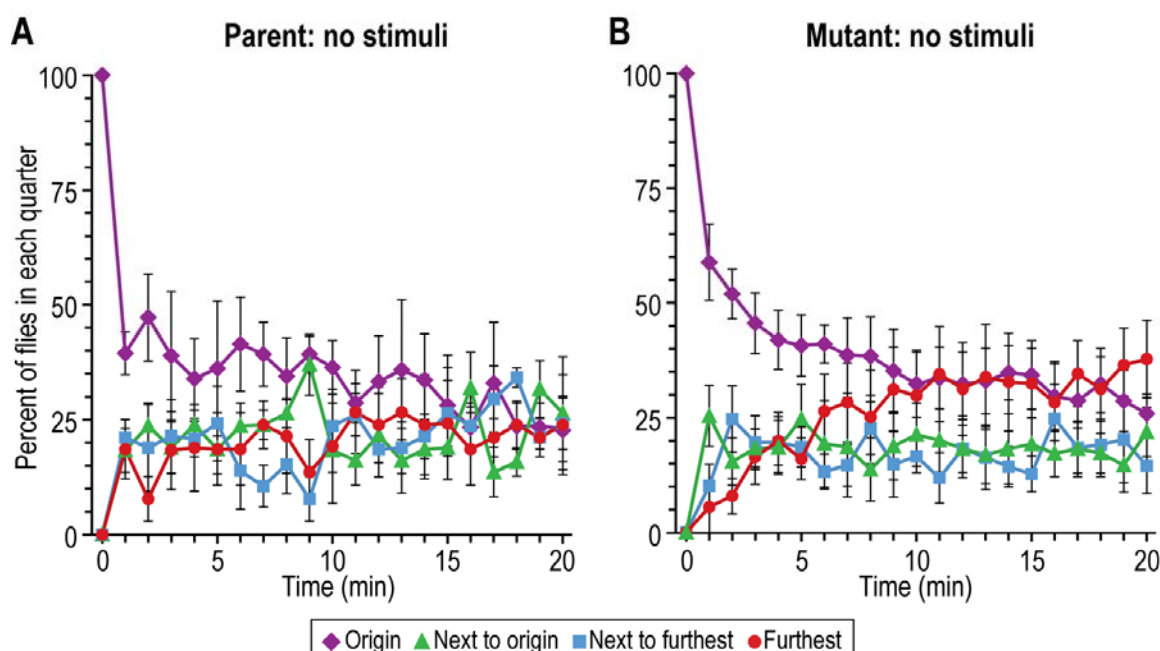 A Parent: no stimuli
B Mutant: no stimuli
Percent of flies in each quarter
100
75
50
25
0
0 5 10 15 20
Time (min)
100
75
50
25
0
0 5 10 15 20
Time (min)
Origin Next to origin Next to furthest Furthest